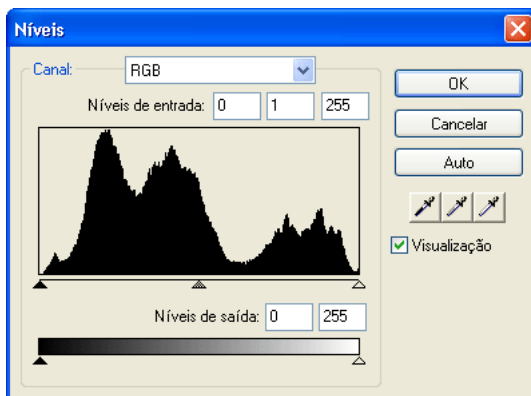 Níveis
Canal: RGB
Níveis de entrada: 0 1 255
Níveis de saída: 0 255
OK
Cancelar
Auto
Visualização